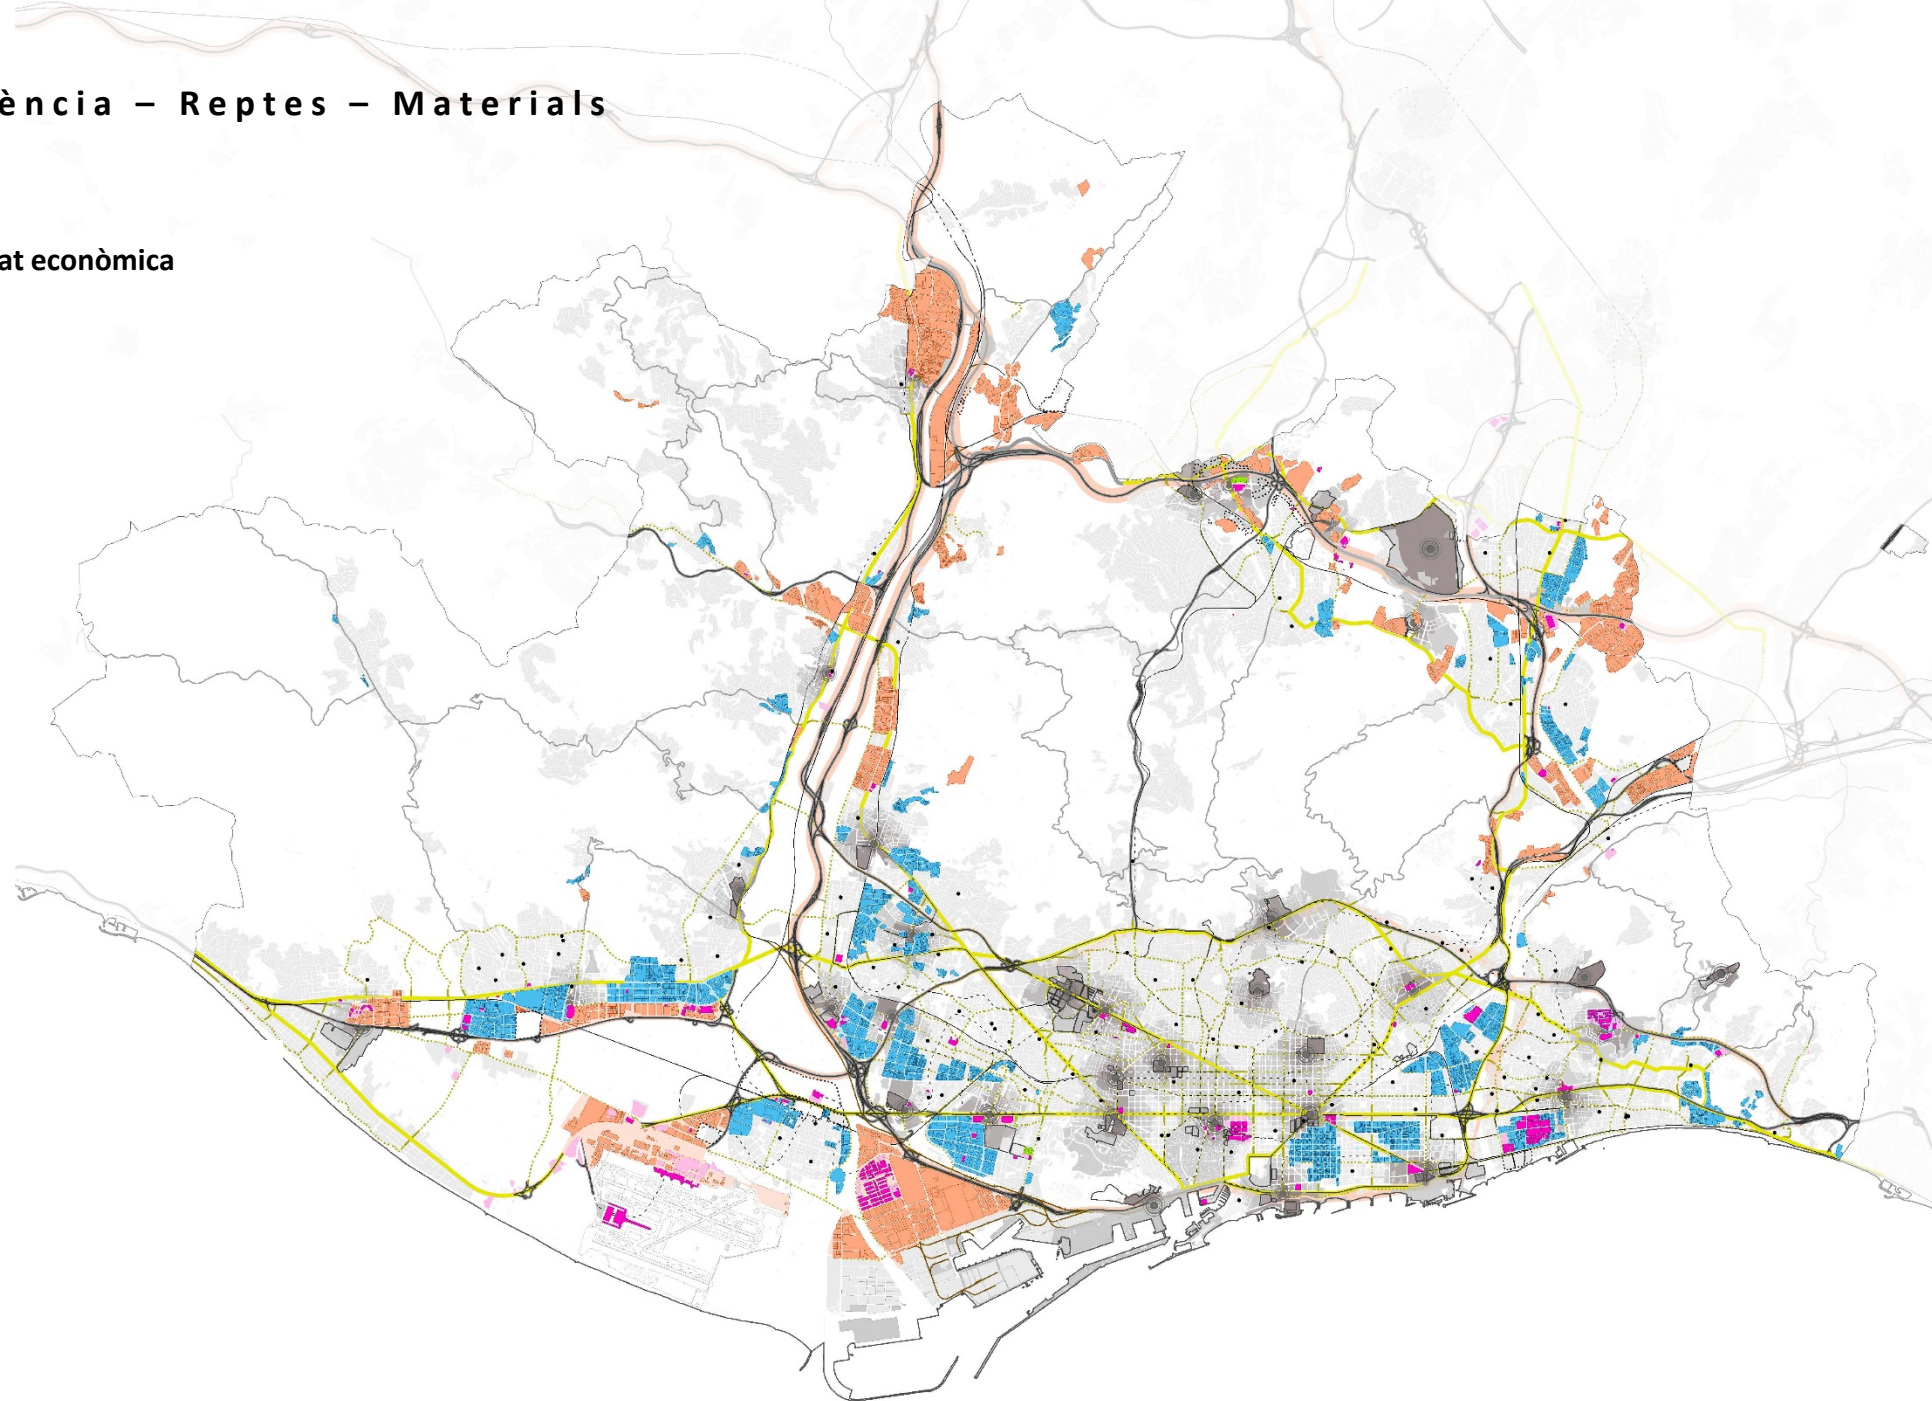 ència – Reptes – Materials
at econòmica